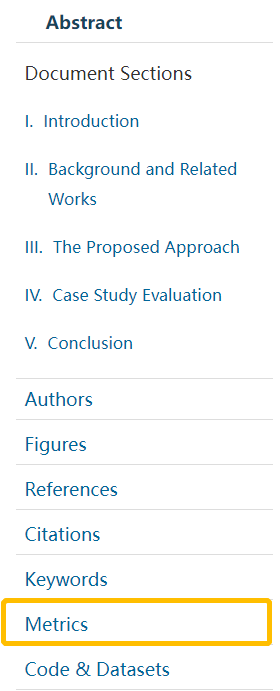 Abstract
Document Sections
I. Introduction
II. Background and Related
Works
III. The Proposed Approach
IV. Case Study Evaluation
V. Conclusion
Authors
Figures
References
Citations
Keywords
Metrics
Code & Datasets